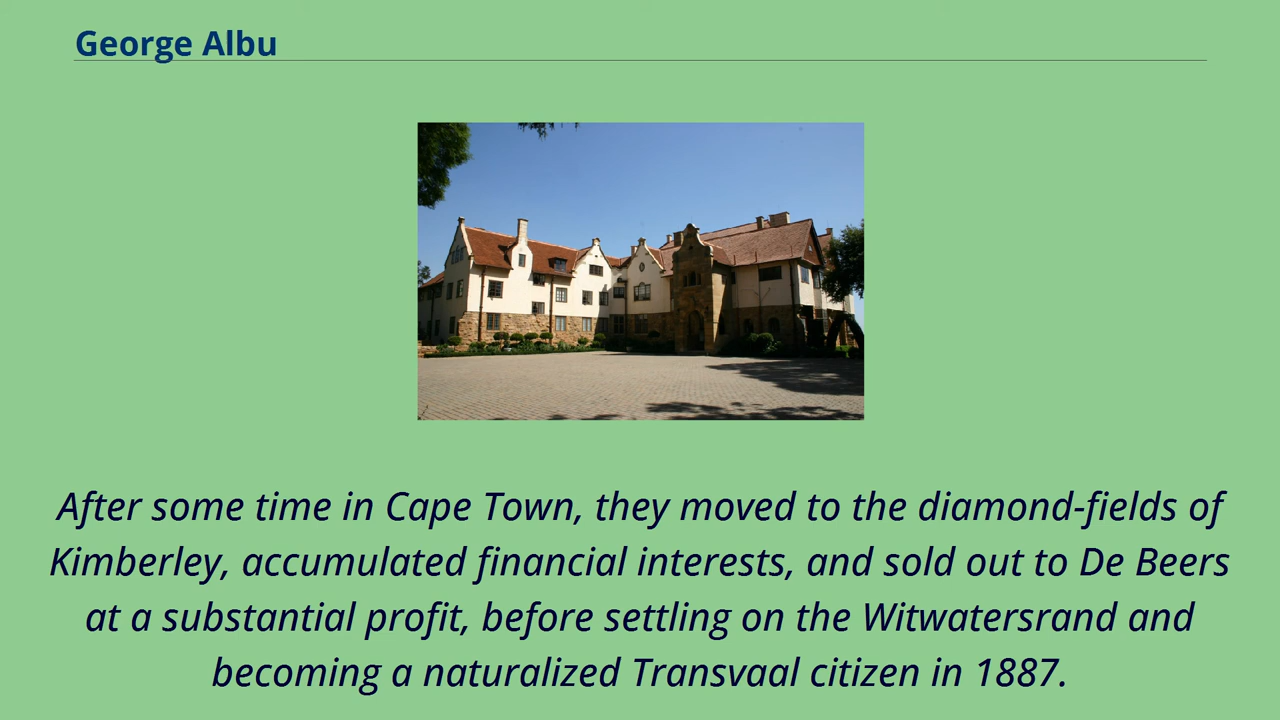 George Albu
After some time in Cape Town, they moved to the diamond-fields of
Kimberley, accumulated financial interests, and sold out to De Beers
at a substantial profit, before settling on the Witwatersrand and
becoming a naturalized Transvaal citizen in 1887.